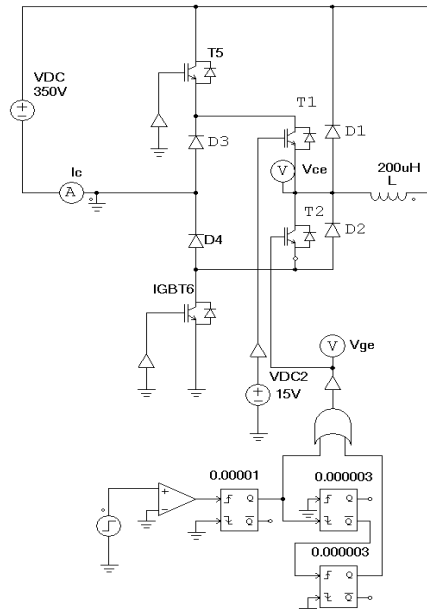 T5
VDC
350V
T1
D3
D1
Ic
A
V
Vce
200uH
L
T2
D4
D2
IGBT6
V
Vge
VDC2
15V
0.00001
0.000003
Q
Q
Q
Q
0.000003
Q
Q